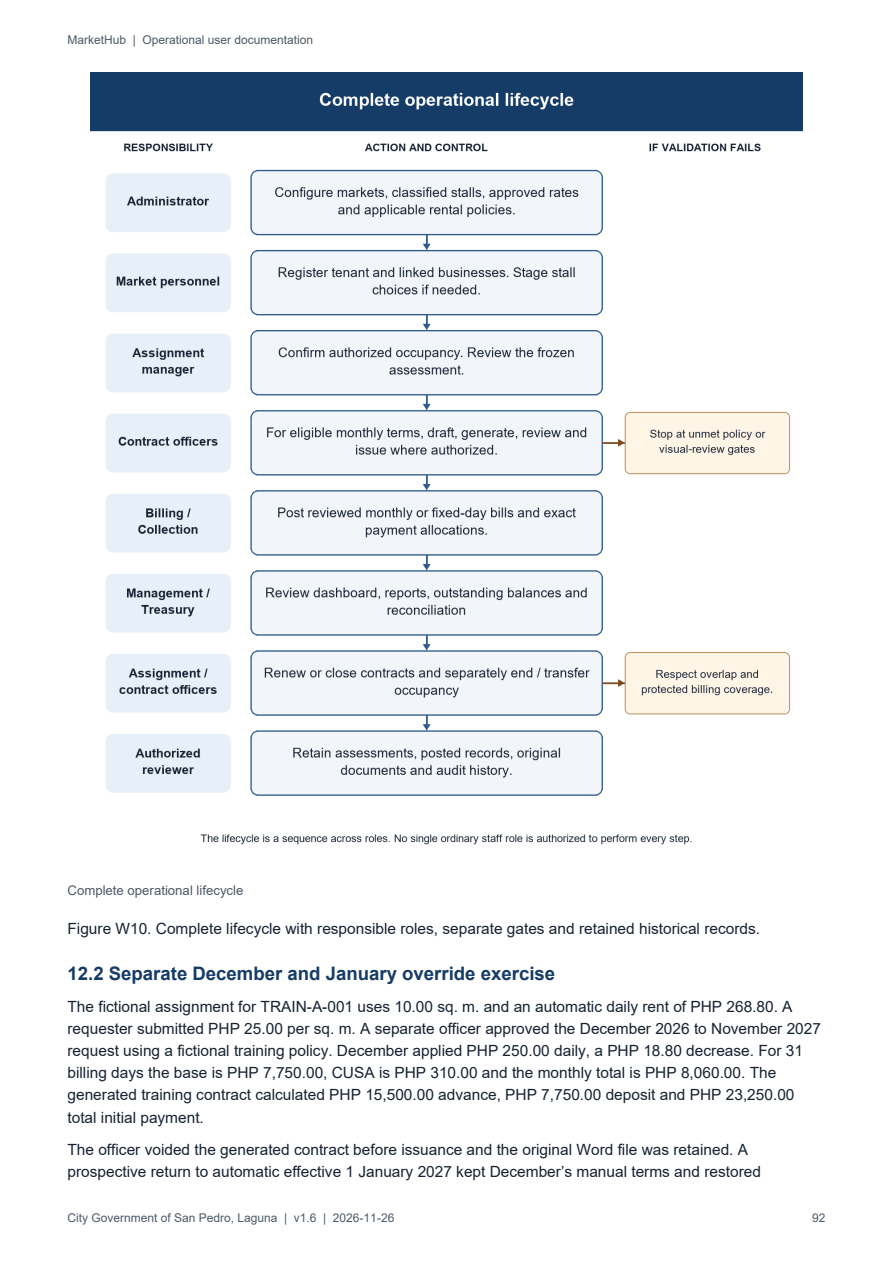 MarketHub | Operational user documentation
Complete operational lifecycle
RESPONSIBILITY
ACTION AND CONTROL
IF VALIDATION FAILS
Administrator
Configure markets, classified stalls, approved rates
and applicable rental policies.
Market personnel
Register tenant and linked businesses. Stage stall
choices if needed.
Assignment
manager
Confirm authorized occupancy. Review the frozen
assessment.
Contract officers
For eligible monthly terms, draft, generate, review and
issue where authorized.
Stop at unmet policy or
visual-review gates
Billing /
Collection
Post reviewed monthly or fixed-day bills and exact
payment allocations.
Management /
Treasury
Review dashboard, reports, outstanding balances and
reconciliation
Assignment /
contract officers
Renew or close contracts and separately end / transfer
occupancy
Respect overlap and
protected billing coverage.
Authorized
reviewer
Retain assessments, posted records, original
documents and audit history.
The lifecycle is a sequence across roles. No single ordinary staff role is authorized to perform every step.
Complete operational lifecycle
Figure W10. Complete lifecycle with responsible roles, separate gates and retained historical records.
12.2 Separate December and January override exercise
The fictional assignment for TRAIN-A-001 uses 10.00 sq. m. and an automatic daily rent of PHP 268.80. A
requester submitted PHP 25.00 per sq. m. A separate officer approved the December 2026 to November 2027
request using a fictional training policy. December applied PHP 250.00 daily, a PHP 18.80 decrease. For 31
billing days the base is PHP 7,750.00, CUSA is PHP 310.00 and the monthly total is PHP 8,060.00. The
generated training contract calculated PHP 15,500.00 advance, PHP 7,750.00 deposit and PHP 23,250.00
total initial payment.
The officer voided the generated contract before issuance and the original Word file was retained. A
prospective return to automatic effective 1 January 2027 kept December’s manual terms and restored
City Government of San Pedro, Laguna | v1.6 | 2026-11-26
92